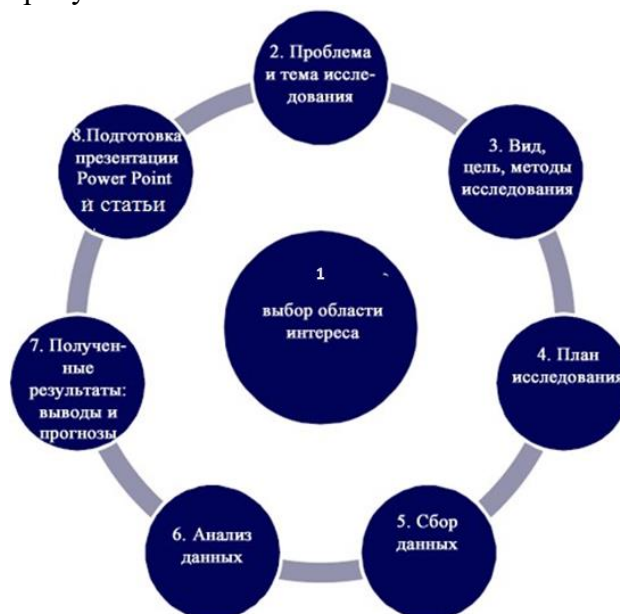 2. Проблема
и тема иссле-
дования
3. Вид,
цель, методы
исследования
4. План
исследования
5. Сбор
данных
6. Анализ
данных
7. Получен-
ные
результаты:
выводы и
прогнозы
8.Подготовка
презентации
Power Point
и статьи
1
выбор области
интереса